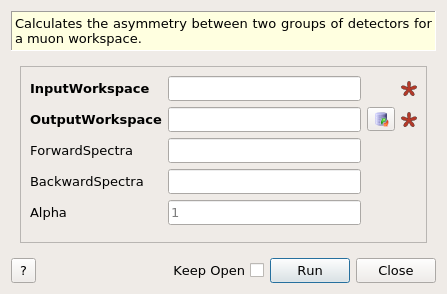 Calculates the asymmetry between two groups of detectors for
a muon workspace.
InputWorkspace
OutputWorkspace
ForwardSpectra
BackwardSpectra
Alpha 1
? Keep Open Run Close